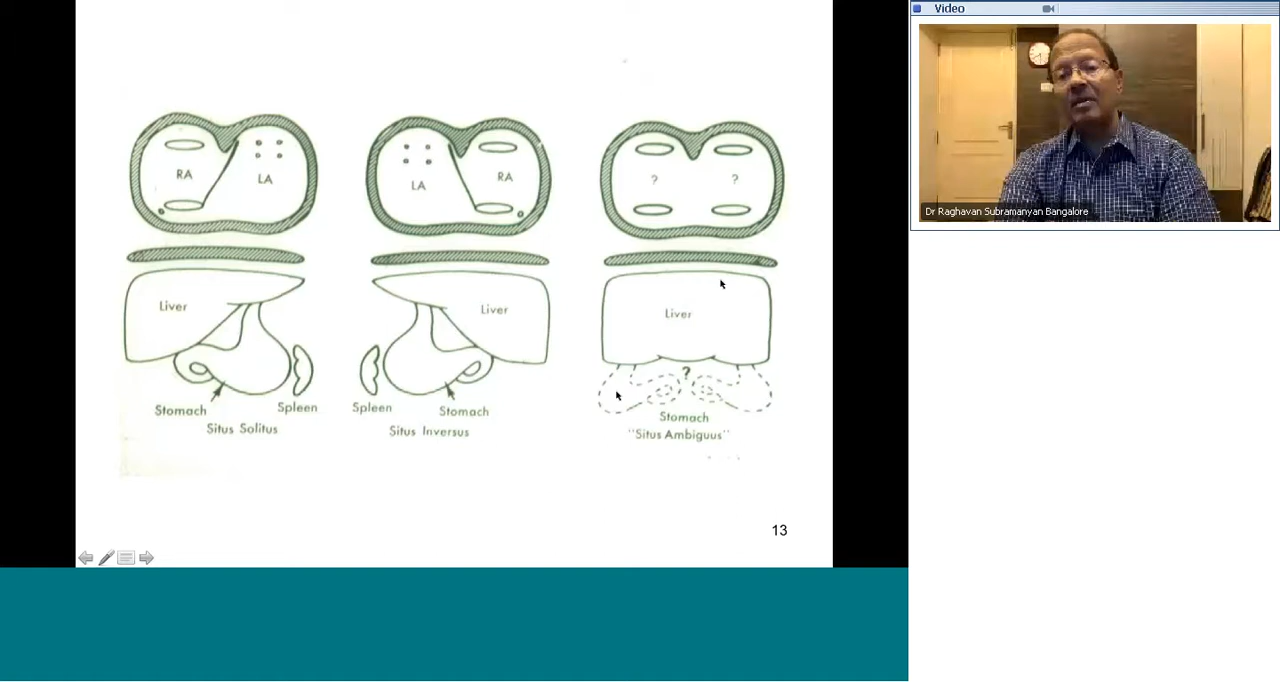 Video
RA
LA
Liver
Stomach
Spleen
Situs Solitus
LA
RA
Liver
Spleen
Stomach
Situs Inversus
?
?
Liver
?
Stomach
"Situs Ambiguus"
13
Dr Raghavan Subramanyan Bangalore